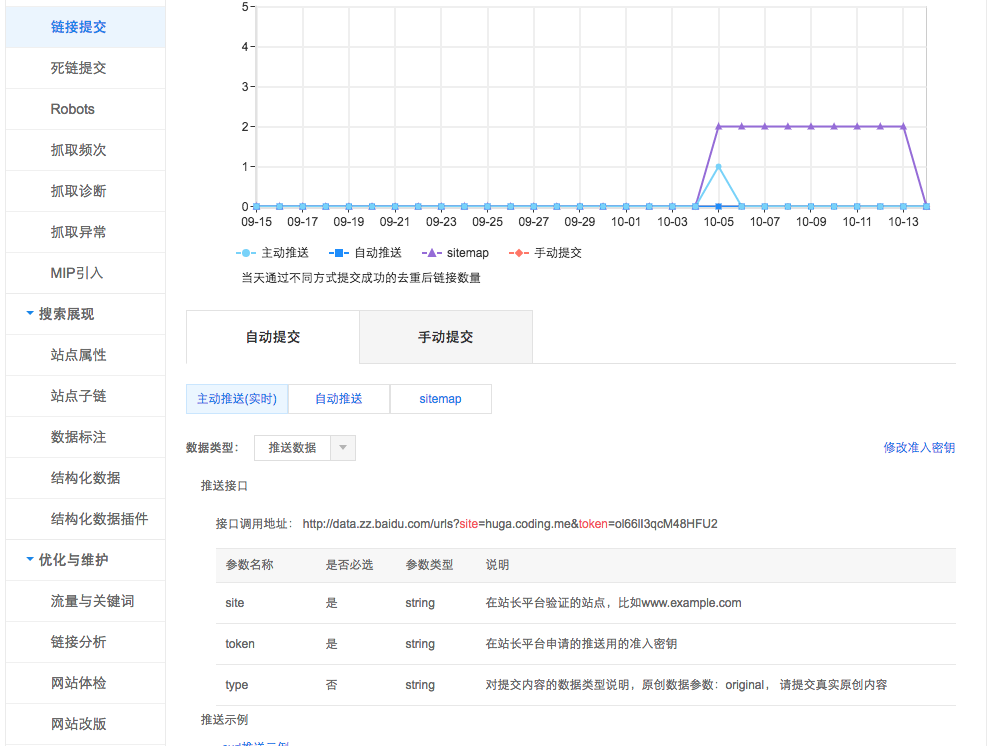 链接提交
死链提交
Robots
抓取频次
抓取诊断
抓取异常
MIP引入
搜索展现
站点属性
站点子链
数据标注
结构化数据
结构化数据插件
优化与维护
流量与关键词
链接分析
网站体检
网站改版
5
4
3
2
1
0
09-15 09-17 09-19 09-21 09-23 09-25 09-27 09-29 10-01 10-03 10-05 10-07 10-09 10-11 10-13
主动推送 自动推送 sitemap 手动提交
当天通过不同方式提交成功的去重后链接数量
自动提交 手动提交
主动推送(实时) 自动推送 sitemap
数据类型： 推送数据 修改准入密钥
推送接口
接口调用地址： http://data.zz.baidu.com/urls?site=huga.coding.me&token=ol66lI3qcM48HFU2
参数名称 是否必选 参数类型 说明
site 是 string 在站长平台验证的站点，比如www.example.com
token 是 string 在站长平台申请的推送用的准入密钥
type 否 string 对提交内容的数据类型说明，原创数据参数：original， 请提交真实原创内容
推送示例
curl推送示例